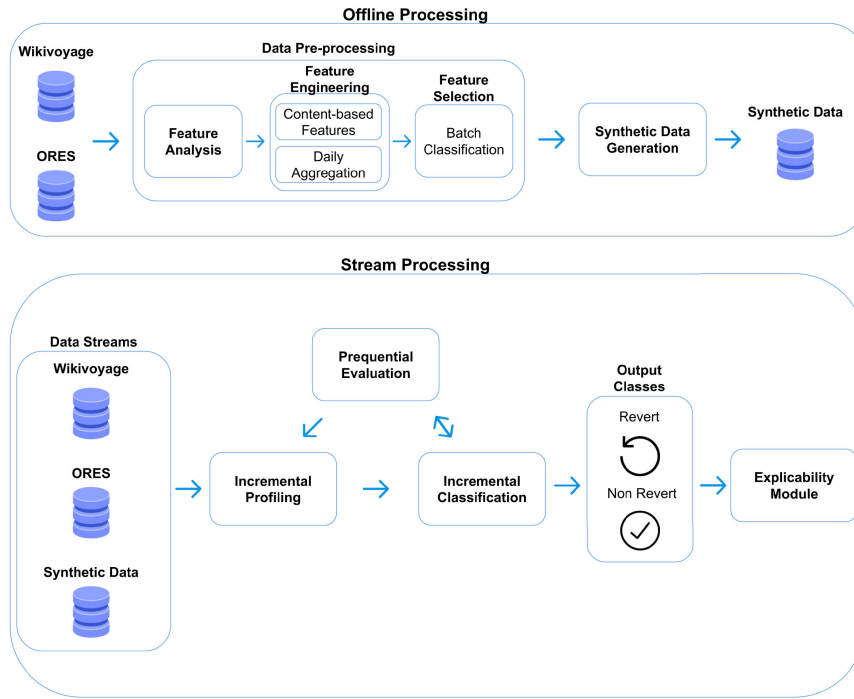 Offline Processing
Wikivoyage
ORES
Data Pre-processing
Feature
Analysis
Feature
Engineering
Content-based
Features
Daily
Aggregation
Feature
Selection
Batch
Classification
Synthetic Data
Generation
Synthetic Data
Stream Processing
Data Streams
Wikivoyage
ORES
Synthetic Data
Incremental
Profiling
Prequential
Evaluation
Incremental
Classification
Output
Classes
Revert
Non Revert
Explicability
Module